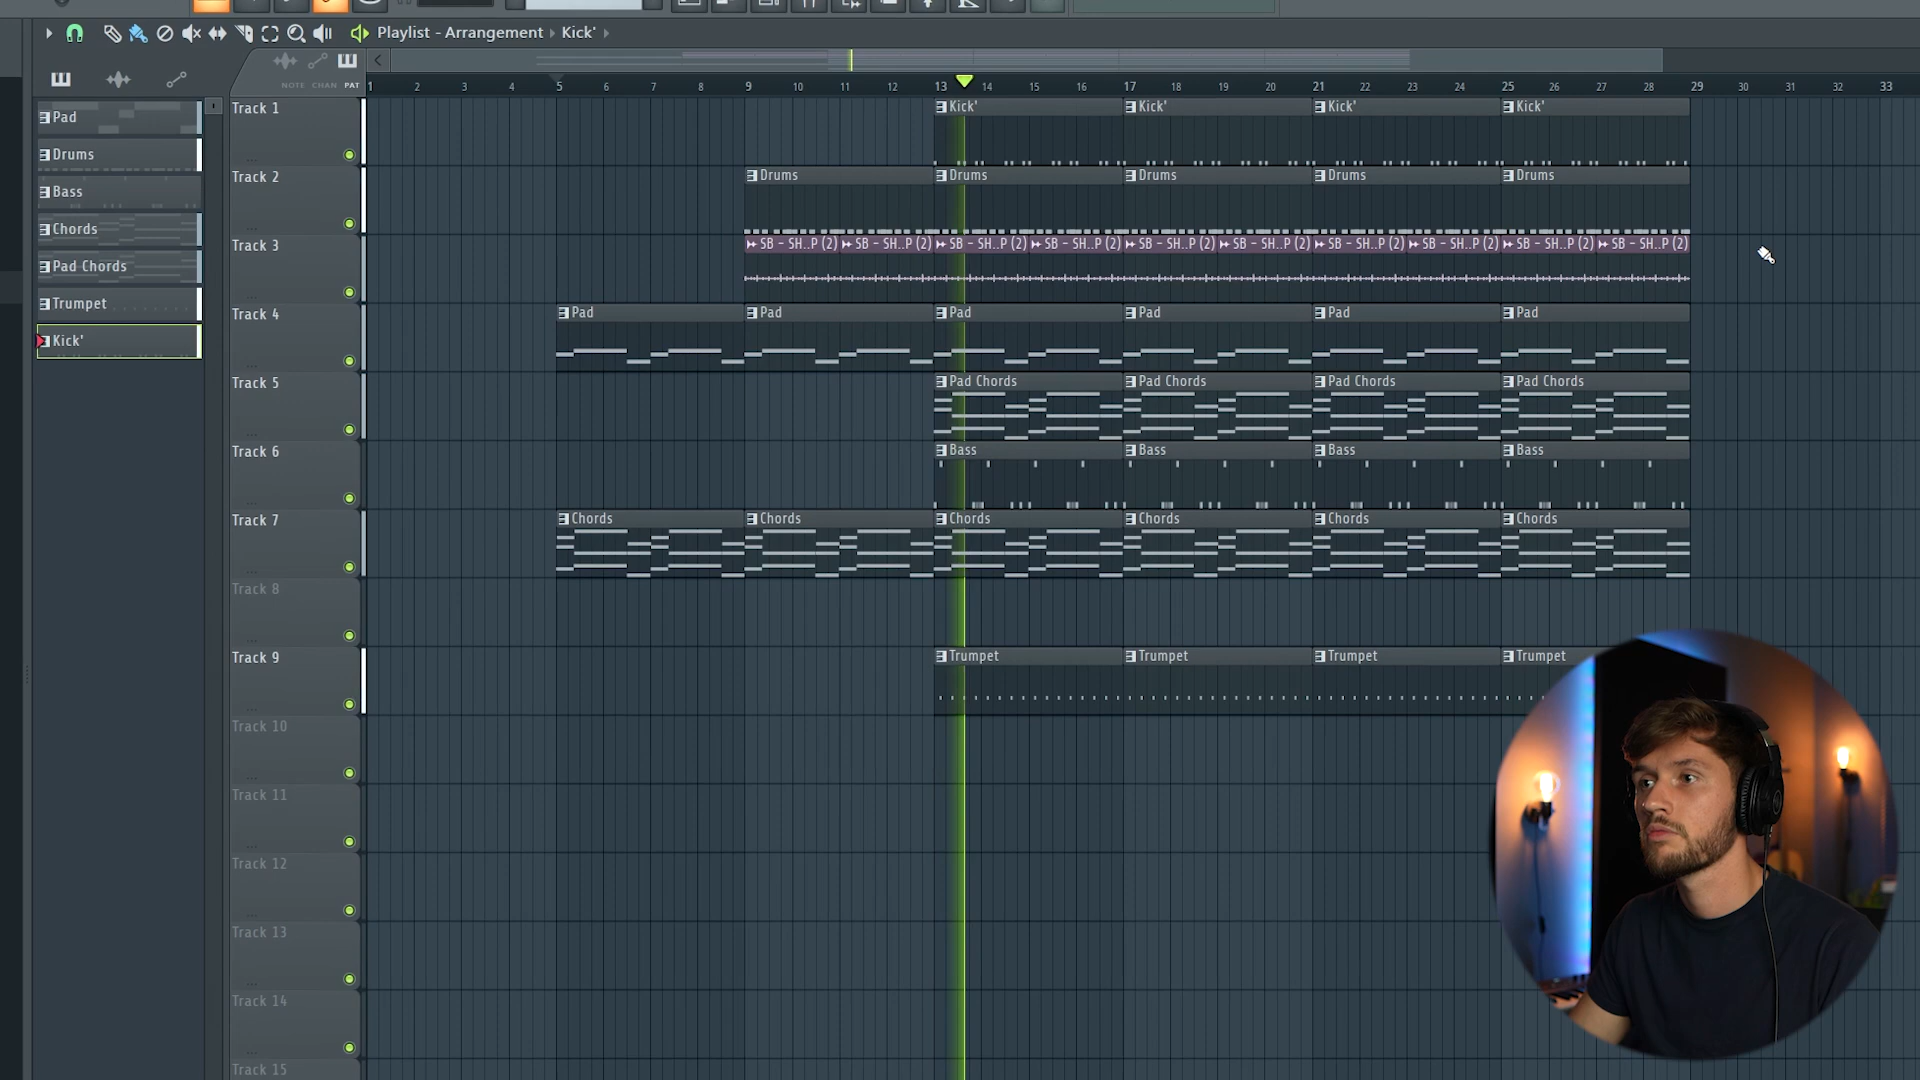 Playlist - Arrangement › Kick' ›
NOTE CHAN PAT
1 2 3 4 5 6 7 8 9 10 11 12 13 14 15 16 17 18 19 20 21 22 23 24 25 26 27 28 29 30 31 32 33
Pad
Drums
Bass
Chords
Pad Chords
Trumpet
Kick'
Track 1
Kick' Kick' Kick' Kick'
Track 2
Drums Drums Drums Drums Drums
Track 3
SB - SH..P (2) SB - SH..P (2) SB - SH..P (2) SB - SH..P (2) SB - SH..P (2) SB - SH..P (2) SB - SH..P (2) SB - SH..P (2) SB - SH..P (2) SB - SH..P (2)
Track 4
Pad Pad Pad Pad Pad Pad
Track 5
Pad Chords Pad Chords Pad Chords Pad Chords
Track 6
Bass Bass Bass Bass
Track 7
Chords Chords Chords Chords Chords Chords
Track 8
Track 9
Trumpet Trumpet Trumpet Trumpet
Track 10
Track 11
Track 12
Track 13
Track 14
Track 15